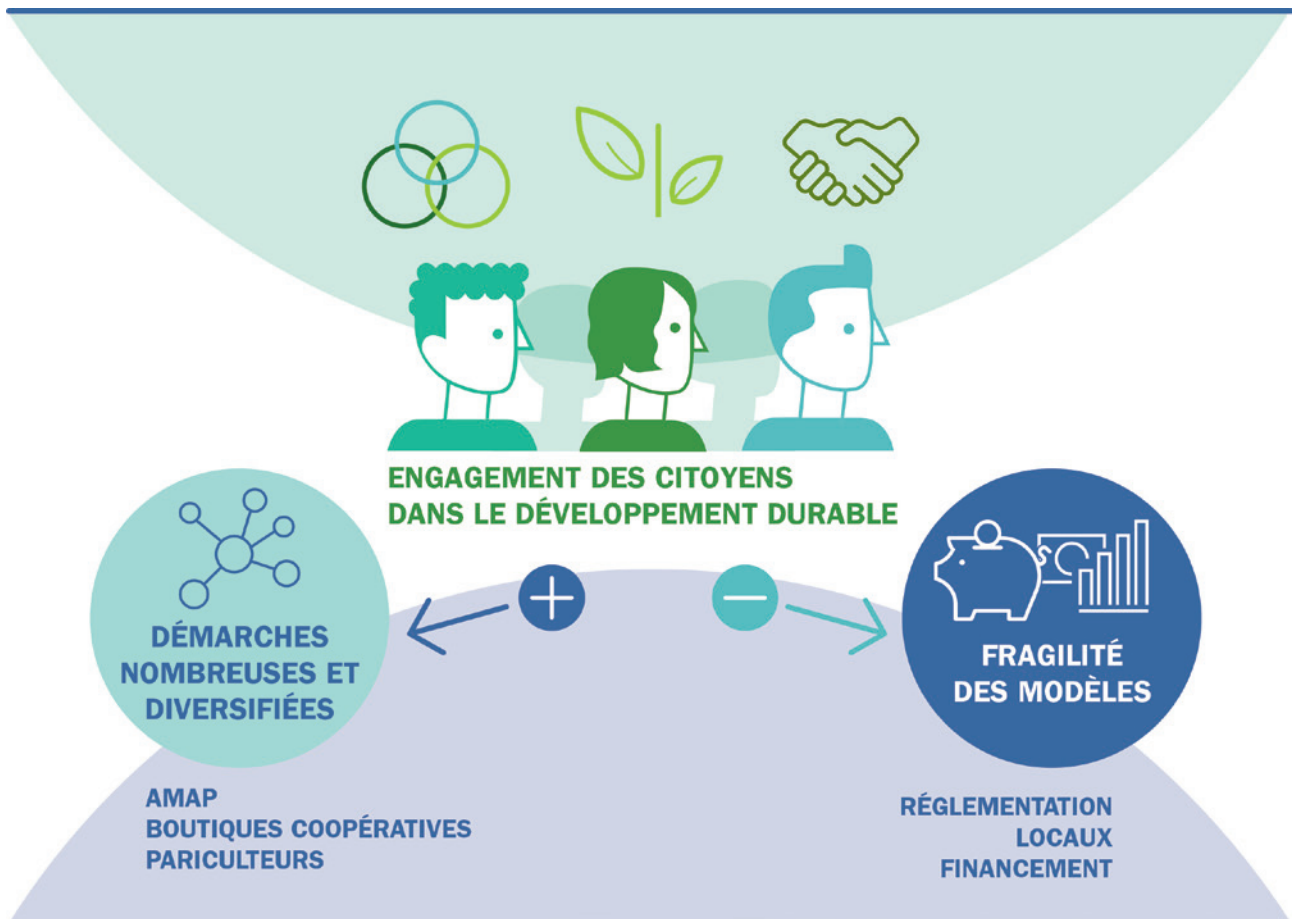 ENGAGEMENT DES CITOYENS
DANS LE DÉVELOPPEMENT DURABLE
DÉMARCHES
NOMBREUSES ET
DIVERSIFIÉES
AMAP
BOUTIQUES COOPÉRATIVES
PARICULTEURS
FRAGILITÉ
DES MODÈLES
RÉGLEMENTATION
LOCAUX
FINANCEMENT